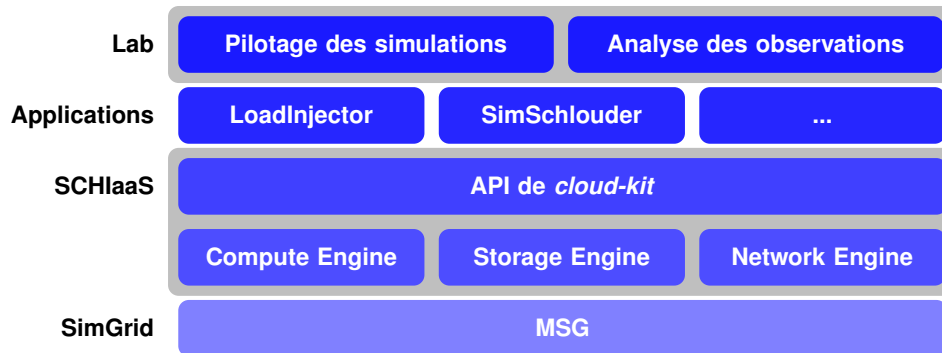 Lab Pilotage des simulations Analyse des observations
Applications LoadInjector SimSchlouder ...
SCHIaaS API de cloud-kit
Compute Engine Storage Engine Network Engine
SimGrid MSG